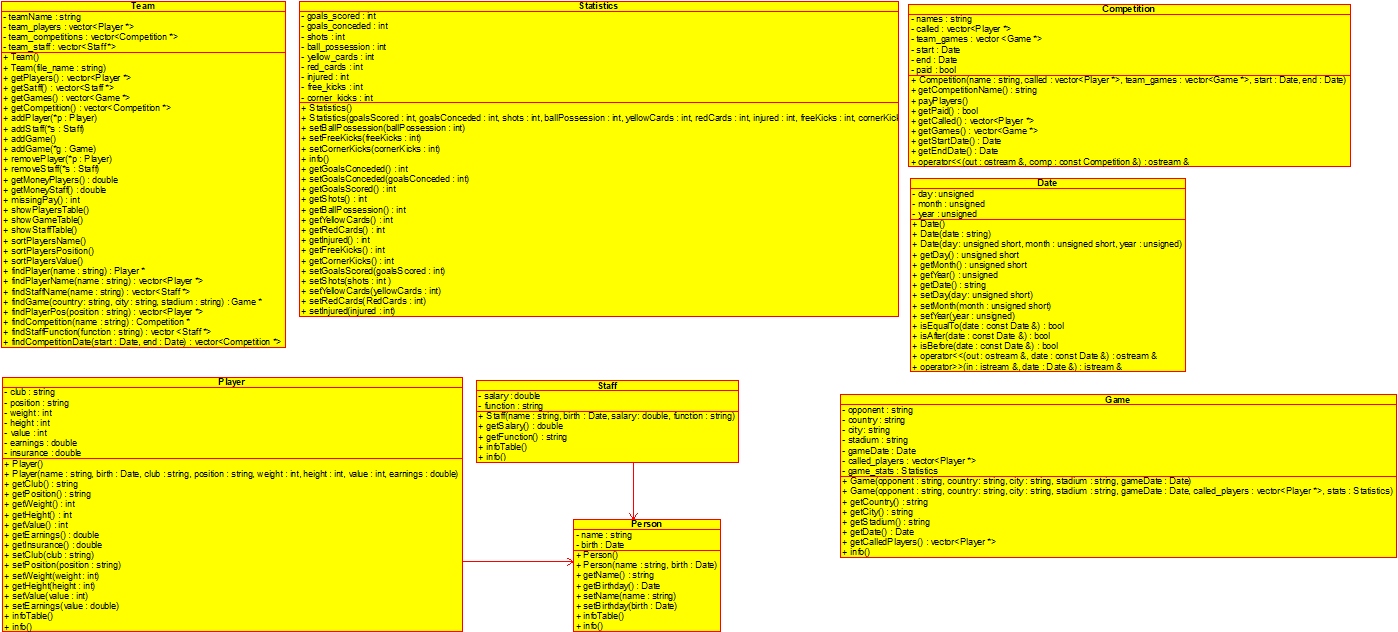 Team
- teamName : string
- team_players : vector<Player *>
- team_competitions : vector<Competition *>
- team_staff : vector<Staff*>
+ Team()
+ Team(file_name : string)
+ getPlayers() : vector<Player *>
+ getSatff() : vector<Staff *>
+ getGames() : vector<Game *>
+ getCompetition() : vector<Competition *>
+ addPlayer(*p : Player)
+ addStaff(*s : Staff)
+ addGame()
+ addGame(*g : Game)
+ removePlayer(*p : Player)
+ removeStaff(*s : Staff)
+ getMoneyPlayers() : double
+ getMoneyStaff() : double
+ missingPay() : int
+ showPlayersTable()
+ showGameTable()
+ showStaffTable()
+ sortPlayersName()
+ sortPlayersPosition()
+ sortPlayersValue()
+ findPlayer(name : string) : Player *
+ findPlayerName(name : string) : vector<Player *>
+ findStaffName(name : string) : vector<Staff *>
+ findGame(country : string, city : string, stadium : string) : Game *
+ findPlayerPos(position : string) : vector<Player *>
+ findCompetition(name : string) : Competition *
+ findStaffFunction(function : string) : vector <Staff *>
+ findCompetitionDate(start : Date, end : Date) : vector<Competition *>
Statistics
- goals_scored : int
- goals_conceded : int
- shots : int
- ball_possession : int
- yellow_cards : int
- red_cards : int
- injured : int
- free_kicks : int
- corner_kicks : int
+ Statistics()
+ Statistics(goalsScored : int, goalsConceded : int, shots : int, ballPossession : int, yellowCards : int, redCards : int, injured : int, freeKicks : int, cornerKic
+ setBallPossession(ballPossession : int)
+ setFreeKicks(freeKicks : int)
+ setCornerKicks(cornerKicks : int)
+ info()
+ getGoalsConceded() : int
+ setGoalsConceded(goalsConceded : int)
+ getGoalsScored() : int
+ getShots() : int
+ getBallPossession() : int
+ getYellowCards() : int
+ getRedCards() : int
+ getInjured() : int
+ getFreeKicks() : int
+ getCornerKicks() : int
+ setGoalsScored(goalsScored : int)
+ setShots(shots : int )
+ setYellowCards(yellowCards : int)
+ setRedCards(RedCards : int)
+ setInjured(injured : int)
Competition
- names : string
- called : vector<Player *>
- team_games : vector <Game *>
- start : Date
- end : Date
- paid : bool
+ Competition(name : string, called : vector<Player *>, team_games : vector<Game *>, start : Date, end : Date)
+ getCompetitionName() : string
+ payPlayers()
+ getPaid() : bool
+ getCalled() : vector<Player *>
+ getGames() : vector<Game *>
+ getStartDate() : Date
+ getEndDate() : Date
+ operator<<(out : ostream &, comp : const Competition &) : ostream &
Date
- day : unsigned
- month : unsigned
- year : unsigned
+ Date()
+ Date(date : string)
+ Date(day : unsigned short, month : unsigned short, year : unsigned)
+ getDay() : unsigned short
+ getMonth() : unsigned short
+ getYear() : unsigned
+ getDate() : string
+ setDay(day : unsigned short)
+ setMonth(month : unsigned short)
+ setYear(year : unsigned)
+ isEqualTo(date : const Date &) : bool
+ isAfter(date : const Date &) : bool
+ isBefore(date : const Date &) : bool
+ operator<<(out : ostream &, date : const Date &) : ostream &
+ operator>>(in : istream &, date : Date &) : istream &
Player
- club : string
- position : string
- weight : int
- height : int
- value : int
- earnings : double
- insurance : double
+ Player()
+ Player(name : string, birth : Date, club : string, position : string, weight : int, height : int, value : int, earnings : double)
+ getClub() : string
+ getPosition() : string
+ getWeight() : int
+ getHeight() : int
+ getValue() : int
+ getEarnings() : double
+ getInsurance() : double
+ setClub(club : string)
+ setPosition(position : string)
+ setWeight(weight : int)
+ getHeight(height : int)
+ setValue(value : int)
+ setEarnings(value : double)
+ infoTable()
+ info()
Staff
- salary : double
- function : string
+ Staff(name : string, birth : Date, salary : double, function : string)
+ getSalary() : double
+ getFunction() : string
+ infoTable()
+ info()
Person
- name : string
- birth : Date
+ Person()
+ Person(name : string, birth : Date)
+ getName() : string
+ getBirthday() : Date
+ setName(name : string)
+ setBirthday(birth : Date)
+ infoTable()
+ info()
Game
- opponent : string
- country : string
- city : string
- stadium : string
- gameDate : Date
- called_players : vector<Player *>
- game_stats : Statistics
+ Game(opponent : string, country : string, city : string, stadium : string, gameDate : Date)
+ Game(opponent : string, country : string, city : string, stadium : string, gameDate : Date, called_players : vector<Player *>, stats : Statistics)
+ getCountry() : string
+ getCity() : string
+ getStadium() : string
+ getDate() : Date
+ getCalledPlayers() : vector<Player *>
+ info()